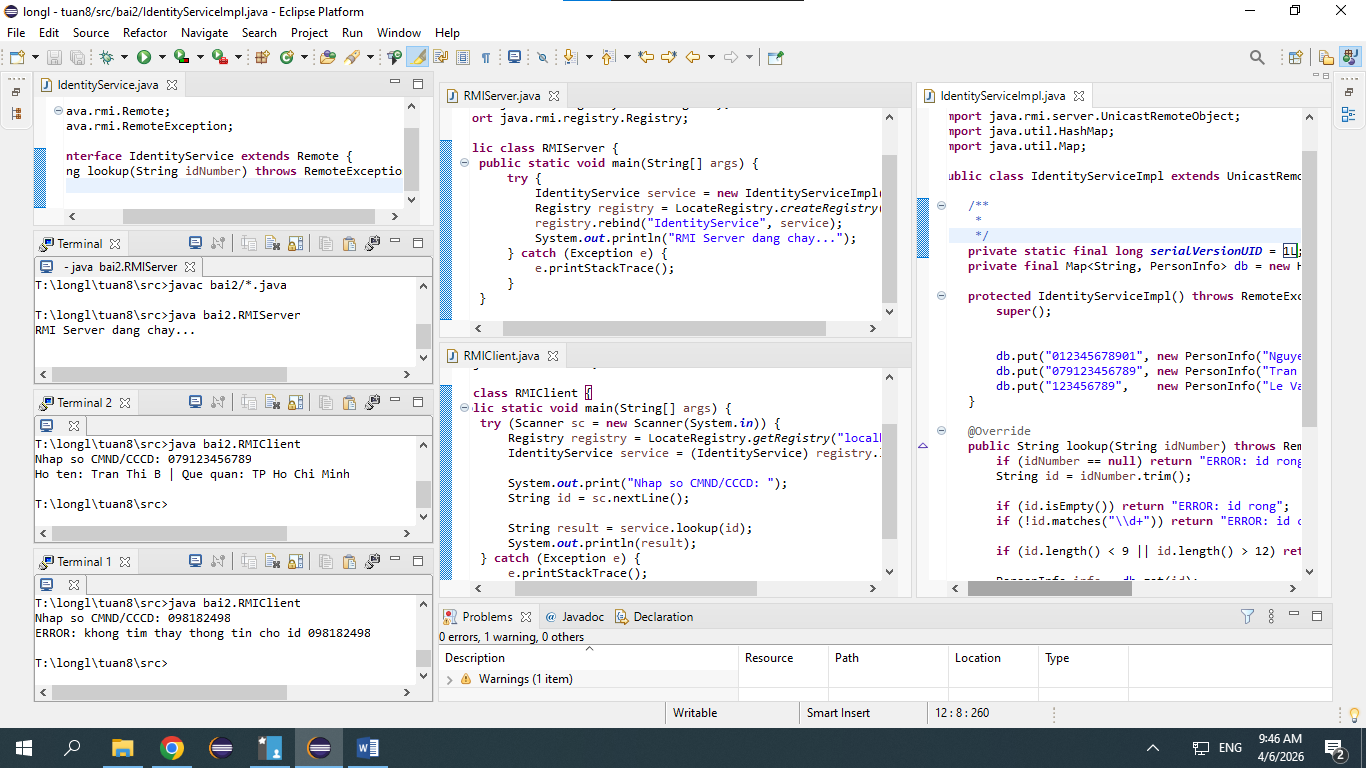 longl - tuan8/src/bai2/IdentityServiceImpl.java - Eclipse Platform
File Edit Source Refactor Navigate Search Project Run Window Help
IdentityService.java
ava.rmi.Remote;
ava.rmi.RemoteException;
nterface IdentityService extends Remote {
ng lookup(String idNumber) throws RemoteExceptio
Terminal
- java bai2.RMIServer
T:\longl\tuan8\src>javac bai2/*.java
T:\longl\tuan8\src>java bai2.RMIServer
RMI Server dang chay...
Terminal 2
T:\longl\tuan8\src>java bai2.RMIClient
Nhap so CMND/CCCD: 079123456789
Ho ten: Tran Thi B | Que quan: TP Ho Chi Minh
T:\longl\tuan8\src>
Terminal 1
T:\longl\tuan8\src>java bai2.RMIClient
Nhap so CMND/CCCD: 098182498
ERROR: khong tim thay thong tin cho id 098182498
T:\longl\tuan8\src>
RMIServer.java
ort java.rmi.registry.Registry;
lic class RMIServer {
public static void main(String[] args) {
try {
IdentityService service = new IdentityServiceImpl(
Registry registry = LocateRegistry.createRegistry(
registry.rebind("IdentityService", service);
System.out.println("RMI Server dang chay...");
} catch (Exception e) {
e.printStackTrace();
}
}
RMIClient.java
class RMIClient {
lic static void main(String[] args) {
try (Scanner sc = new Scanner(System.in)) {
Registry registry = LocateRegistry.getRegistry("localh
IdentityService service = (IdentityService) registry.
System.out.print("Nhap so CMND/CCCD: ");
String id = sc.nextLine();
String result = service.lookup(id);
System.out.println(result);
} catch (Exception e) {
e.printStackTrace();
IdentityServiceImpl.java
mport java.rmi.server.UnicastRemoteObject;
mport java.util.HashMap;
mport java.util.Map;
ublic class IdentityServiceImpl extends UnicastRemo
/**
*
*/
private static final long serialVersionUID = 1L;
private final Map<String, PersonInfo> db = new H
protected IdentityServiceImpl() throws RemoteExc
super();
db.put("012345678901", new PersonInfo("Nguye
db.put("079123456789", new PersonInfo("Tran
db.put("123456789", new PersonInfo("Le Va
}
@Override
public String lookup(String idNumber) throws Rem
if (idNumber == null) return "ERROR: id rong
String id = idNumber.trim();
if (id.isEmpty()) return "ERROR: id rong";
if (!id.matches("\\d+")) return "ERROR: id c
if (id.length() < 9 || id.length() > 12) ret
Problems @ Javadoc Declaration
0 errors, 1 warning, 0 others
Description Resource Path Location Type
Warnings (1 item)
Writable Smart Insert 12 : 8 : 260
ENG 9:46 AM
4/6/2026
2